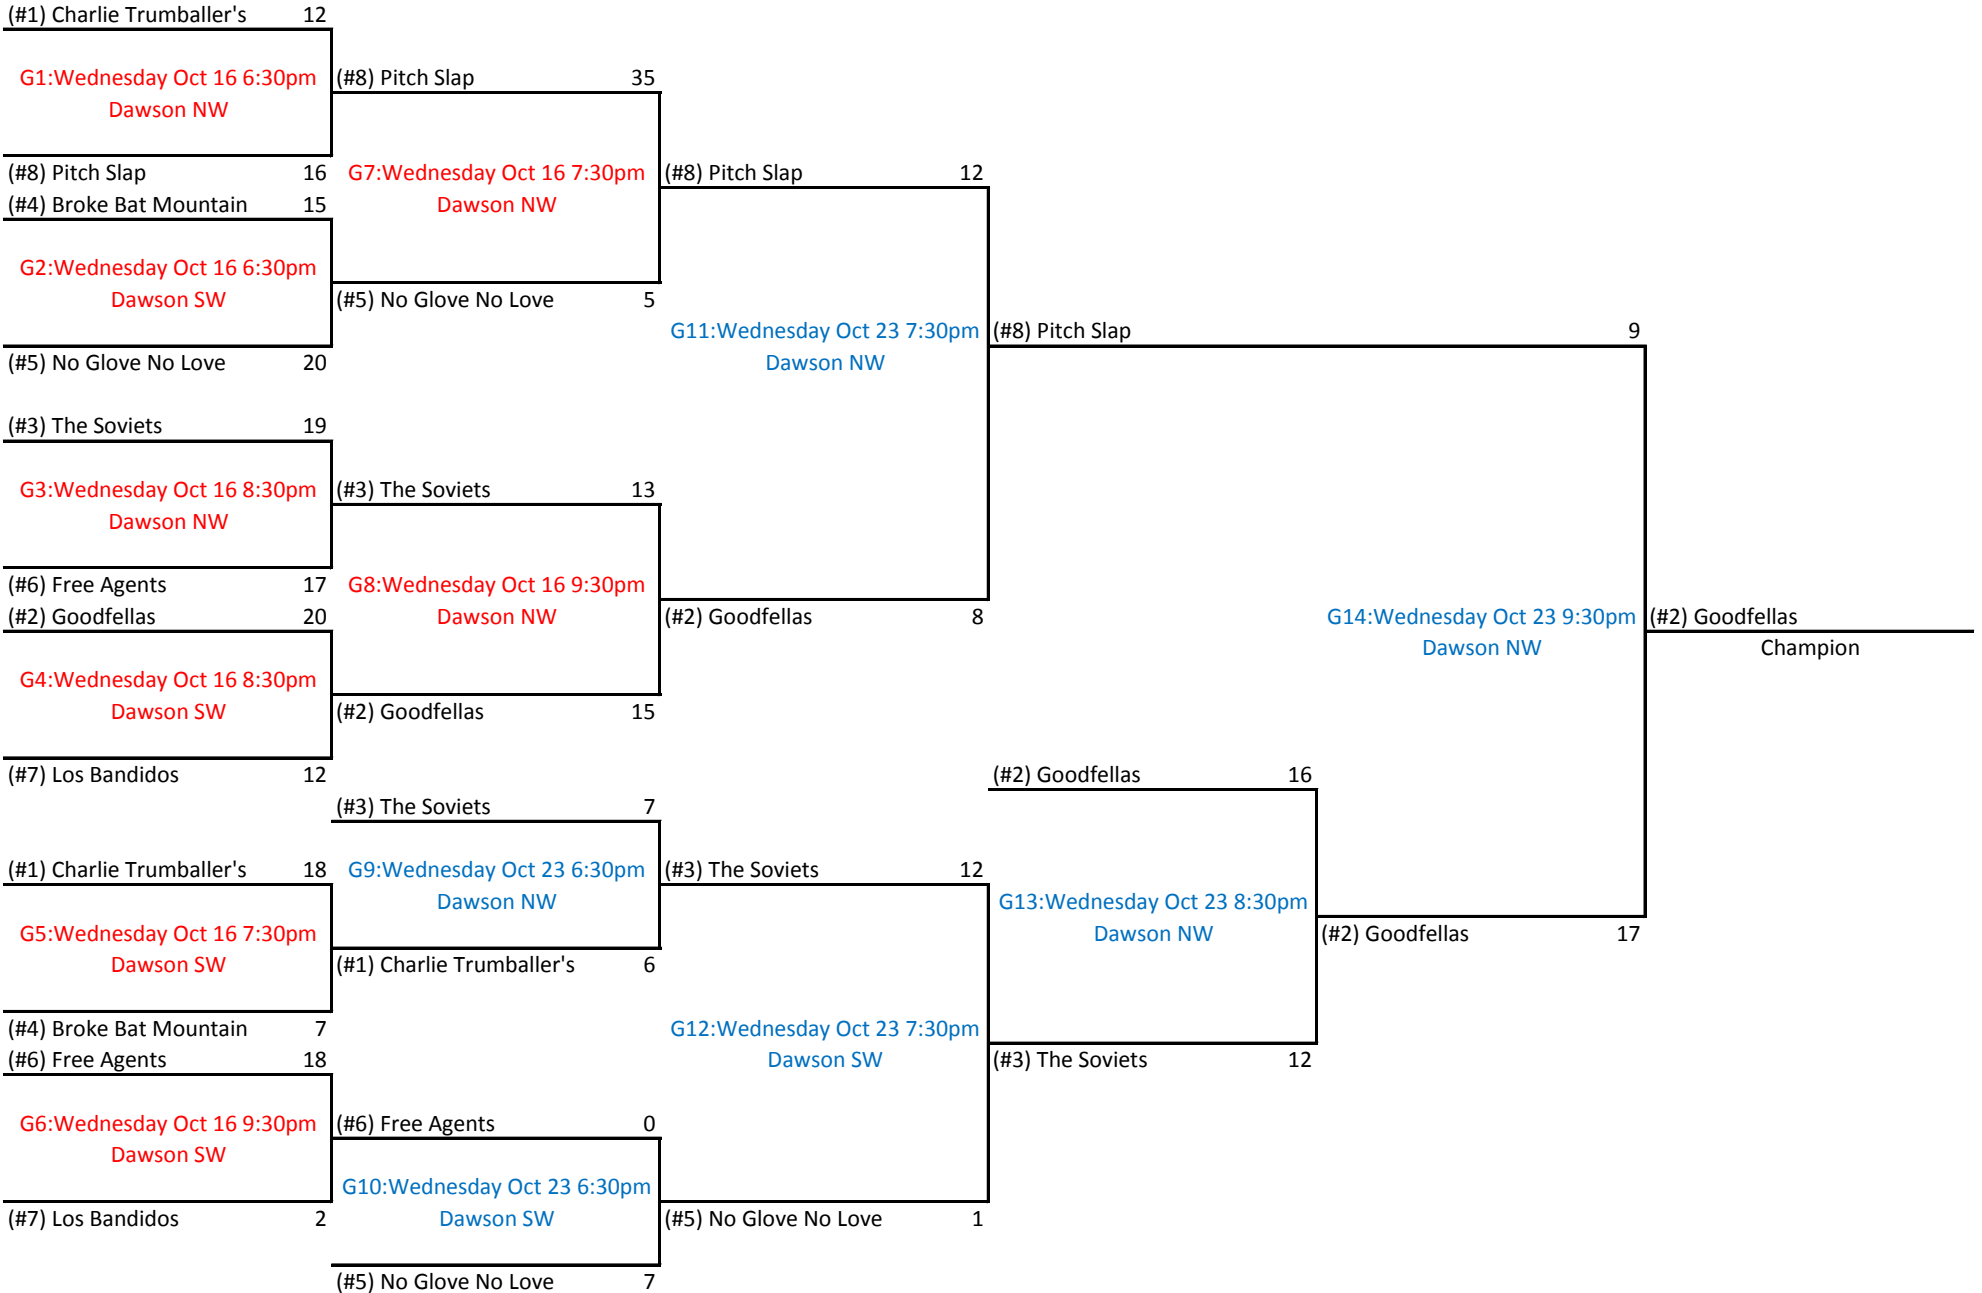 (#1) Charlie Trumballer's 12
G1:Wednesday Oct 16 6:30pm
Dawson NW
(#8) Pitch Slap 16
(#4) Broke Bat Mountain 15
G2:Wednesday Oct 16 6:30pm
Dawson SW
(#5) No Glove No Love 20
(#3) The Soviets 19
G3:Wednesday Oct 16 8:30pm
Dawson NW
(#6) Free Agents 17
(#2) Goodfellas 20
G4:Wednesday Oct 16 8:30pm
Dawson SW
(#7) Los Bandidos 12
(#1) Charlie Trumballer's 18
G5:Wednesday Oct 16 7:30pm
Dawson SW
(#4) Broke Bat Mountain 7
(#6) Free Agents 18
G6:Wednesday Oct 16 9:30pm
Dawson SW
(#7) Los Bandidos 2
(#8) Pitch Slap 35
G7:Wednesday Oct 16 7:30pm
Dawson NW
(#5) No Glove No Love 5
(#3) The Soviets 13
G8:Wednesday Oct 16 9:30pm
Dawson NW
(#2) Goodfellas 15
(#3) The Soviets 7
G9:Wednesday Oct 23 6:30pm
Dawson NW
(#1) Charlie Trumballer's 6
(#6) Free Agents 0
G10:Wednesday Oct 23 6:30pm
Dawson SW
(#5) No Glove No Love 7
(#8) Pitch Slap 12
G11:Wednesday Oct 23 7:30pm
Dawson NW
(#2) Goodfellas 8
(#3) The Soviets 12
G12:Wednesday Oct 23 7:30pm
Dawson SW
(#5) No Glove No Love 1
(#8) Pitch Slap 9
(#2) Goodfellas 16
G13:Wednesday Oct 23 8:30pm
Dawson NW
(#3) The Soviets 12
G14:Wednesday Oct 23 9:30pm
Dawson NW
(#2) Goodfellas 17
(#2) Goodfellas
Champion